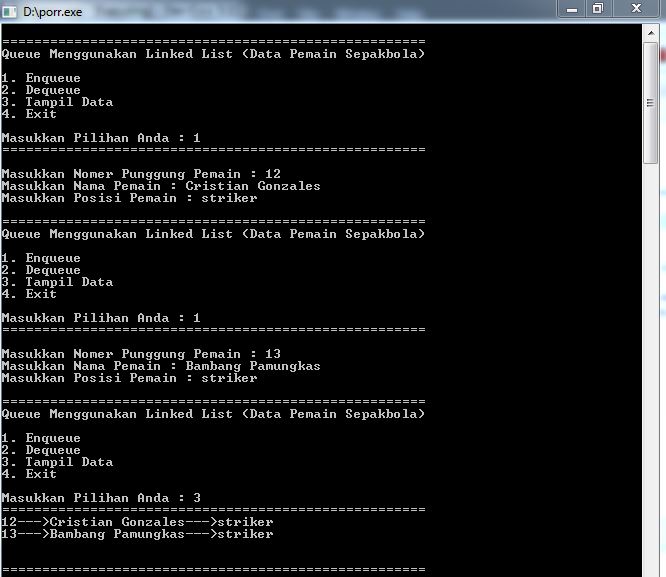 D:\porr.exe
=====================================================
Queue Menggunakan Linked List (Data Pemain Sepakbola)
1. Enqueue
2. Dequeue
3. Tampil Data
4. Exit
Masukkan Pilihan Anda : 1
=====================================================
Masukkan Nomer Punggung Pemain : 12
Masukkan Nama Pemain : Cristian Gonzales
Masukkan Posisi Pemain : striker
=====================================================
Queue Menggunakan Linked List (Data Pemain Sepakbola)
1. Enqueue
2. Dequeue
3. Tampil Data
4. Exit
Masukkan Pilihan Anda : 1
=====================================================
Masukkan Nomer Punggung Pemain : 13
Masukkan Nama Pemain : Bambang Pamungkas
Masukkan Posisi Pemain : striker
=====================================================
Queue Menggunakan Linked List (Data Pemain Sepakbola)
1. Enqueue
2. Dequeue
3. Tampil Data
4. Exit
Masukkan Pilihan Anda : 3
=====================================================
12--->Cristian Gonzales--->striker
13--->Bambang Pamungkas--->striker
=====================================================